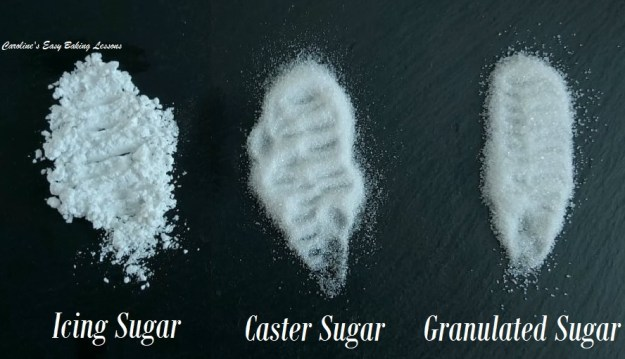 Caroline's Easy Baking Lessons
Icing Sugar
Caster Sugar
Granulated Sugar